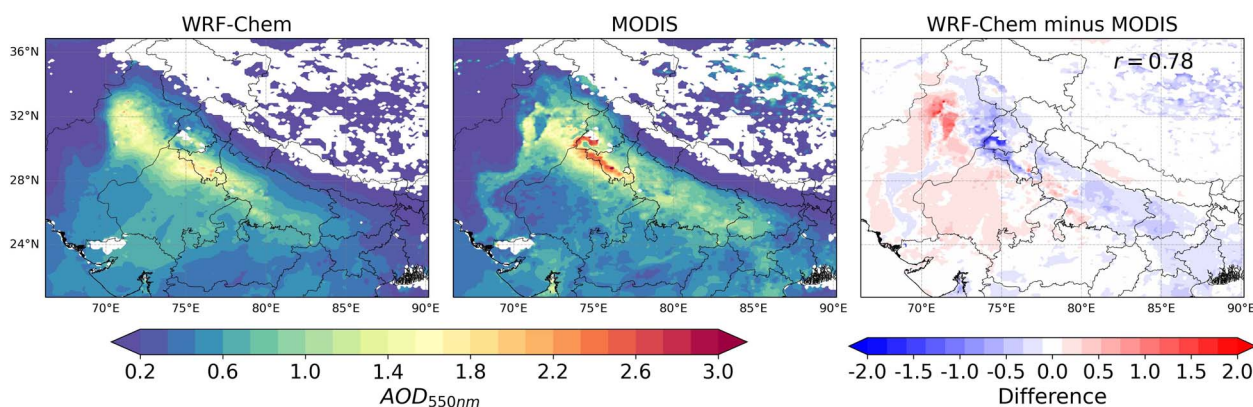 WRF-Chem
MODIS
WRF-Chem minus MODIS
36°N
32°N
28°N
24°N
r = 0.78
70°E 75°E 80°E 85°E 90°E
70°E 75°E 80°E 85°E 90°E
70°E 75°E 80°E 85°E 90°E
0.2 0.6 1.0 1.4 1.8 2.2 2.6 3.0
AOD550nm
-2.0 -1.5 -1.0 -0.5 0.0 0.5 1.0 1.5 2.0
Difference